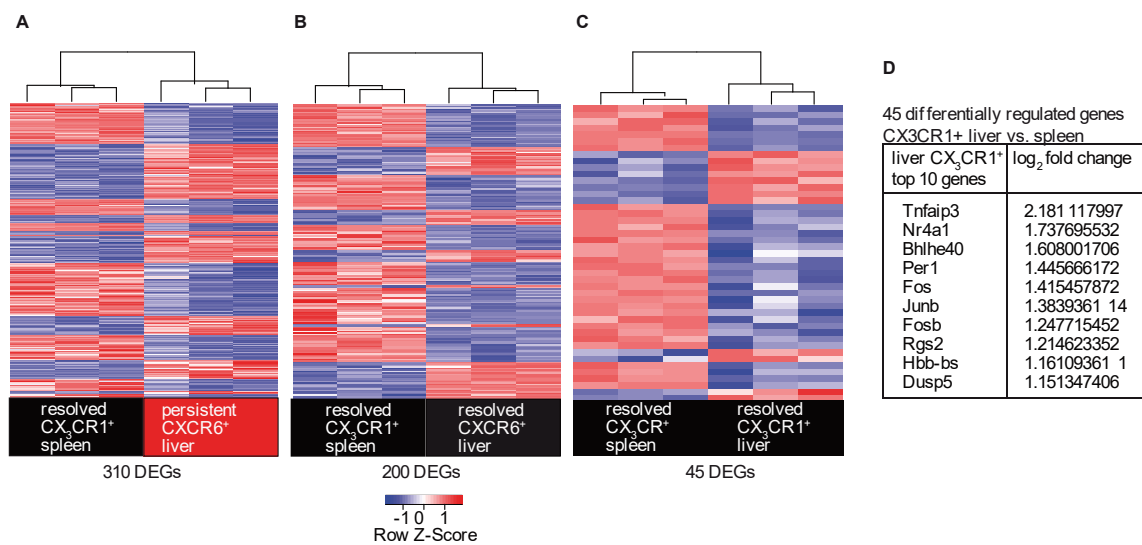 A
B
C
D
45 differentially regulated genes
CX3CR1+ liver vs. spleen
liver CX₃CR1⁺ log₂ fold change
top 10 genes
Tnfaip3 2.181 117997
Nr4a1 1.737695532
Bhlhe40 1.608001706
Per1 1.445666172
Fos 1.415457872
Junb 1.3839361 14
Fosb 1.247715452
Rgs2 1.214623352
Hbb-bs 1.16109361 1
Dusp5 1.151347406
resolved
CX₃CR1⁺
spleen
persistent
CXCR6⁺
liver
310 DEGs
resolved
CX₃CR1⁺
spleen
resolved
CXCR6⁺
liver
200 DEGs
resolved
CX₃CR⁺
spleen
resolved
CX₃CR1⁺
liver
45 DEGs
-1 0 1
Row Z-Score